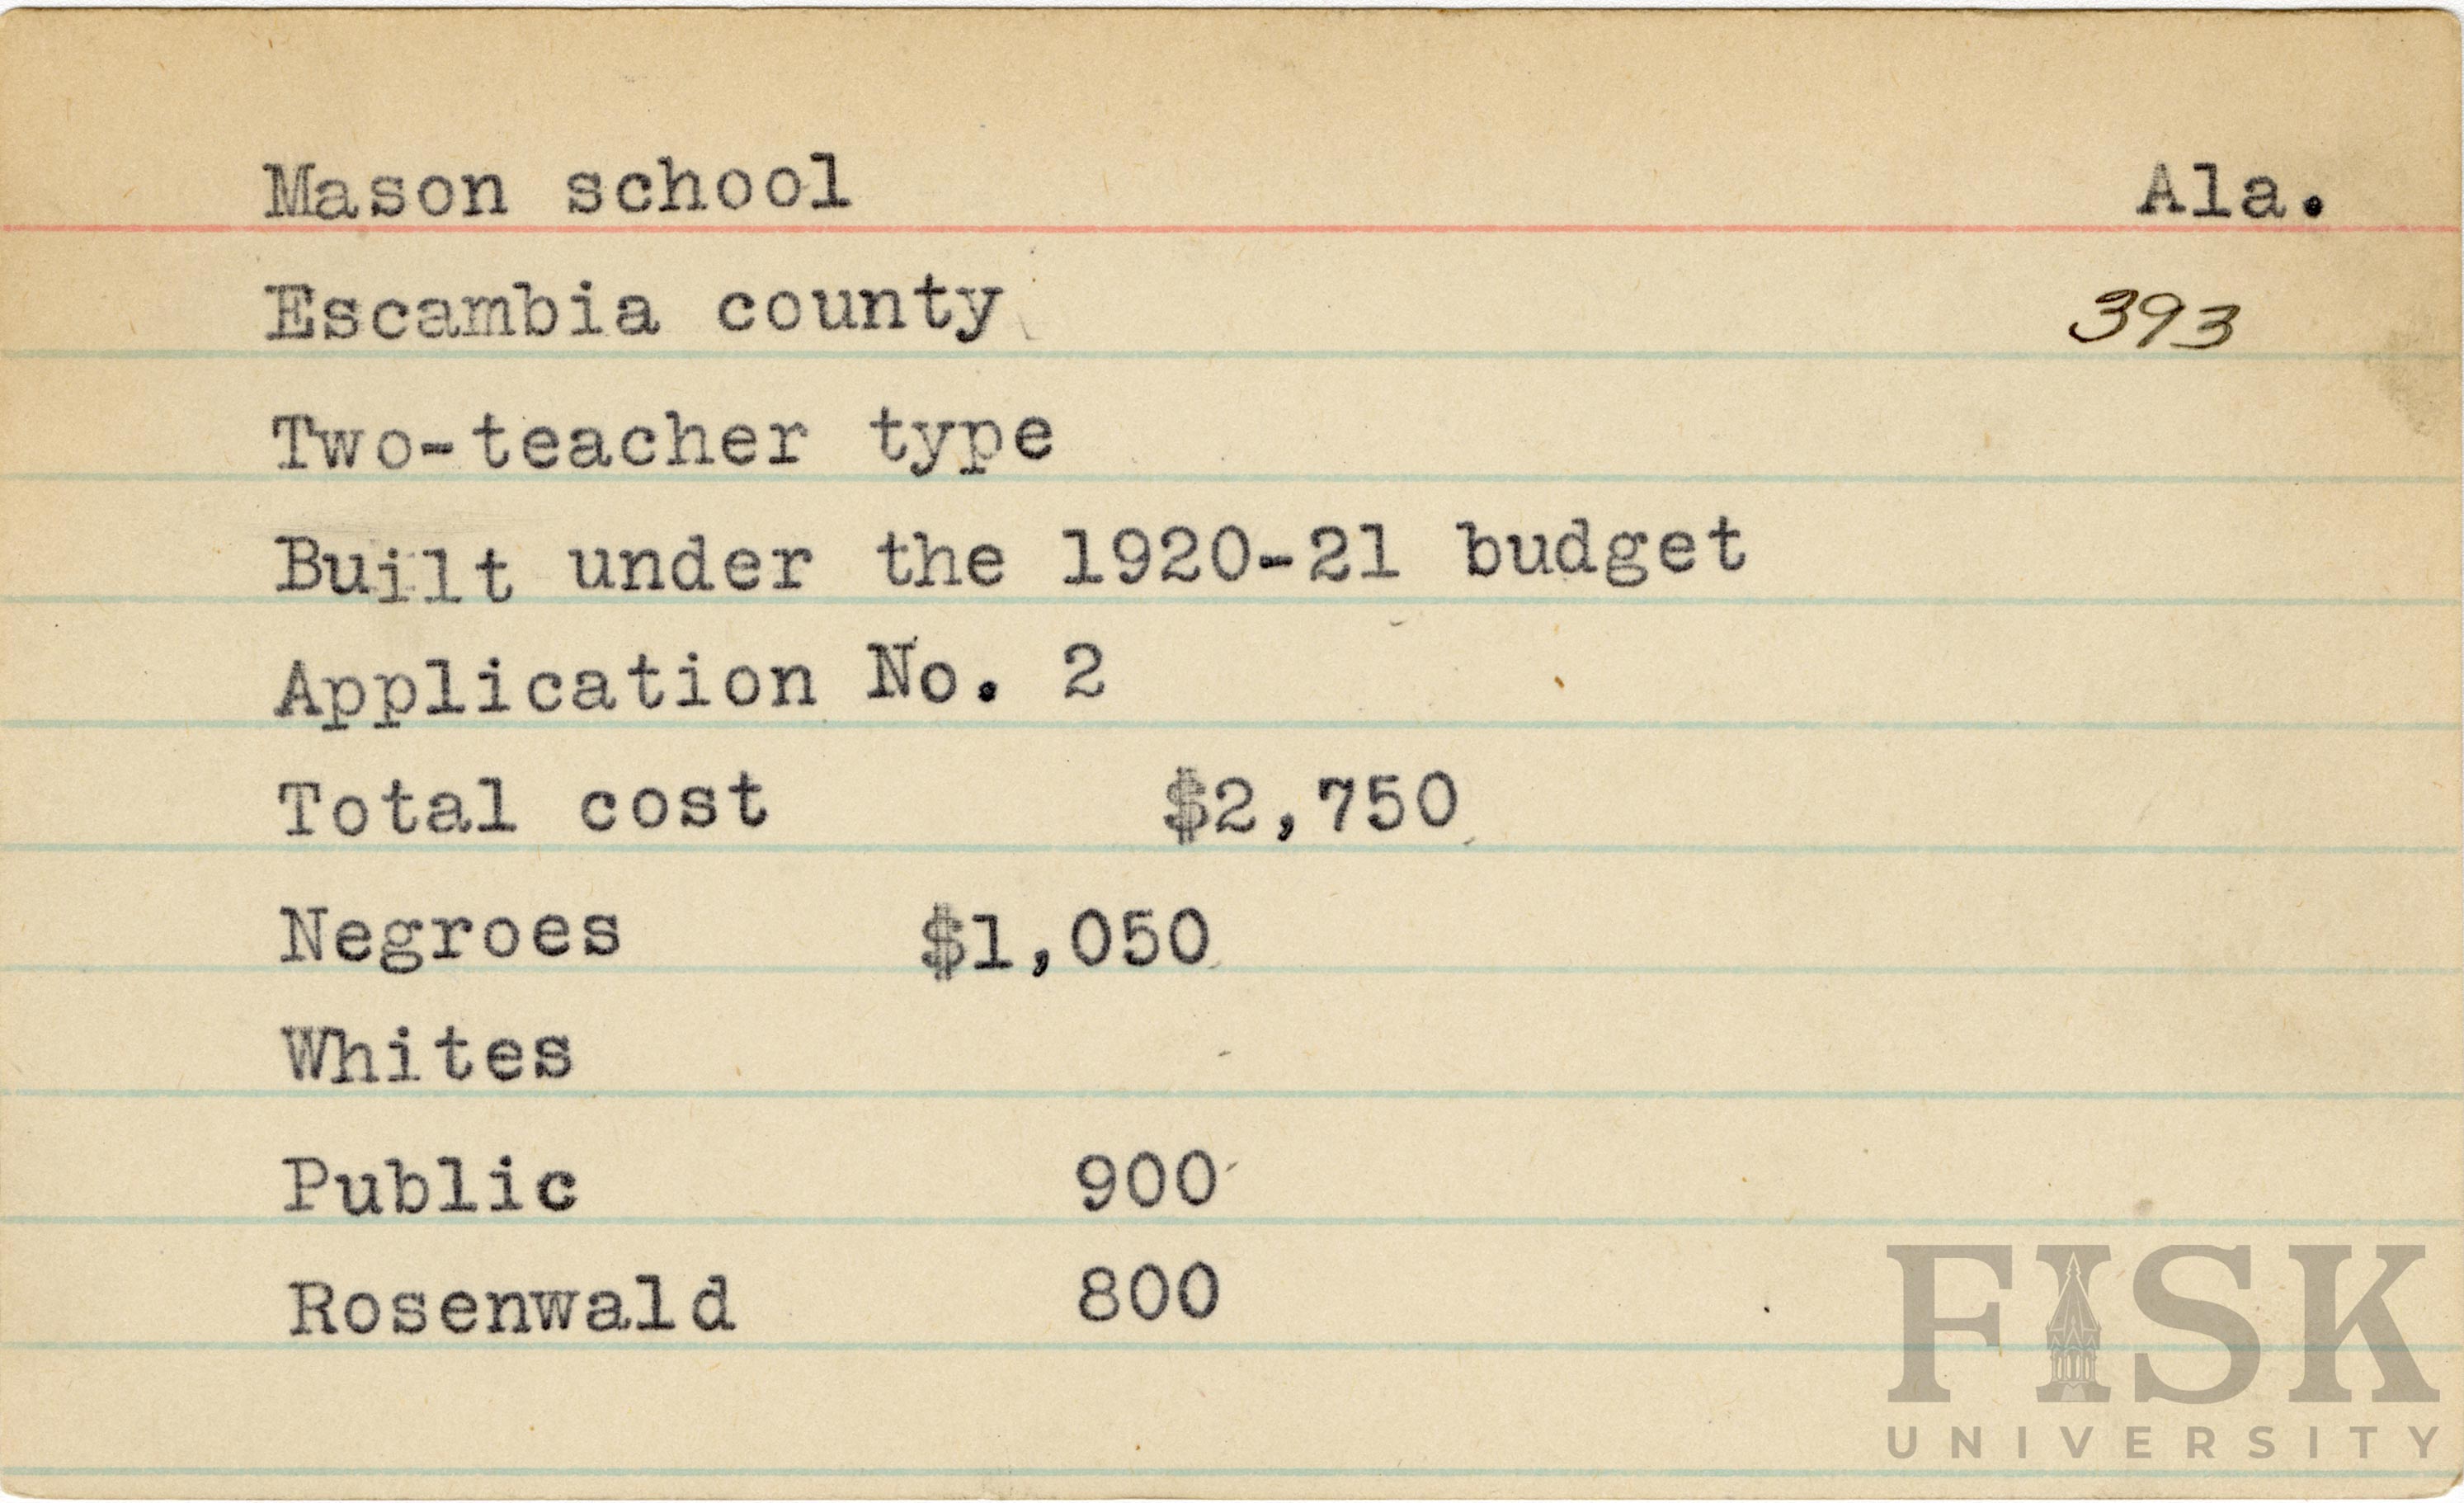 Mason school Ala.
Escambia county 393
Two-teacher type
Built under the 1920-21 budget
Application No. 2
Total cost $2,750
Negroes $1,050
Whites
Public 900
Rosenwald 800
FISK
UNIVERSITY